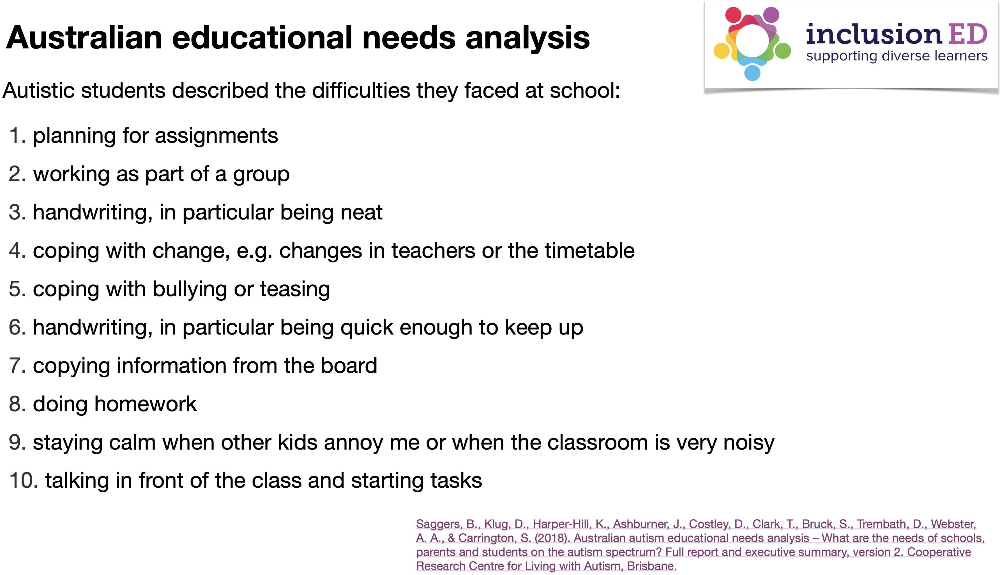 Australian educational needs analysis
inclusion ED
supporting diverse learners
Autistic students described the difficulties they faced at school:
1. planning for assignments
2. working as part of a group
3. handwriting, in particular being neat
4. coping with change, e.g. changes in teachers or the timetable
5. coping with bullying or teasing
6. handwriting, in particular being quick enough to keep up
7. copying information from the board
8. doing homework
9. staying calm when other kids annoy me or when the classroom is very noisy
10. talking in front of the class and starting tasks
Saggers, B., Klug, D., Harper-Hill, K., Ashburner, J., Costley, D., Clark, T., Bruck, S., Trembath, D., Webster,
A. A., & Carrington, S. (2018). Australian autism educational needs analysis – What are the needs of schools,
parents and students on the autism spectrum? Full report and executive summary, version 2. Cooperative
Research Centre for Living with Autism, Brisbane.